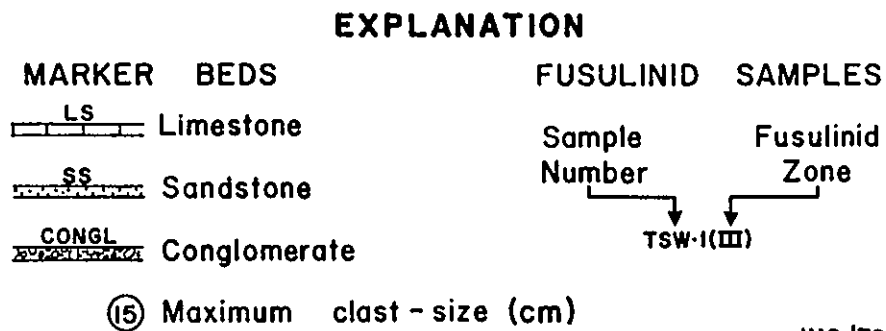 EXPLANATION
MARKER BEDS
LS
Limestone
SS
Sandstone
CONGL
Conglomerate
15 Maximum clast-size (cm)
FUSULINID SAMPLES
Sample Number
Fusulinid Zone
TSW-1(III)